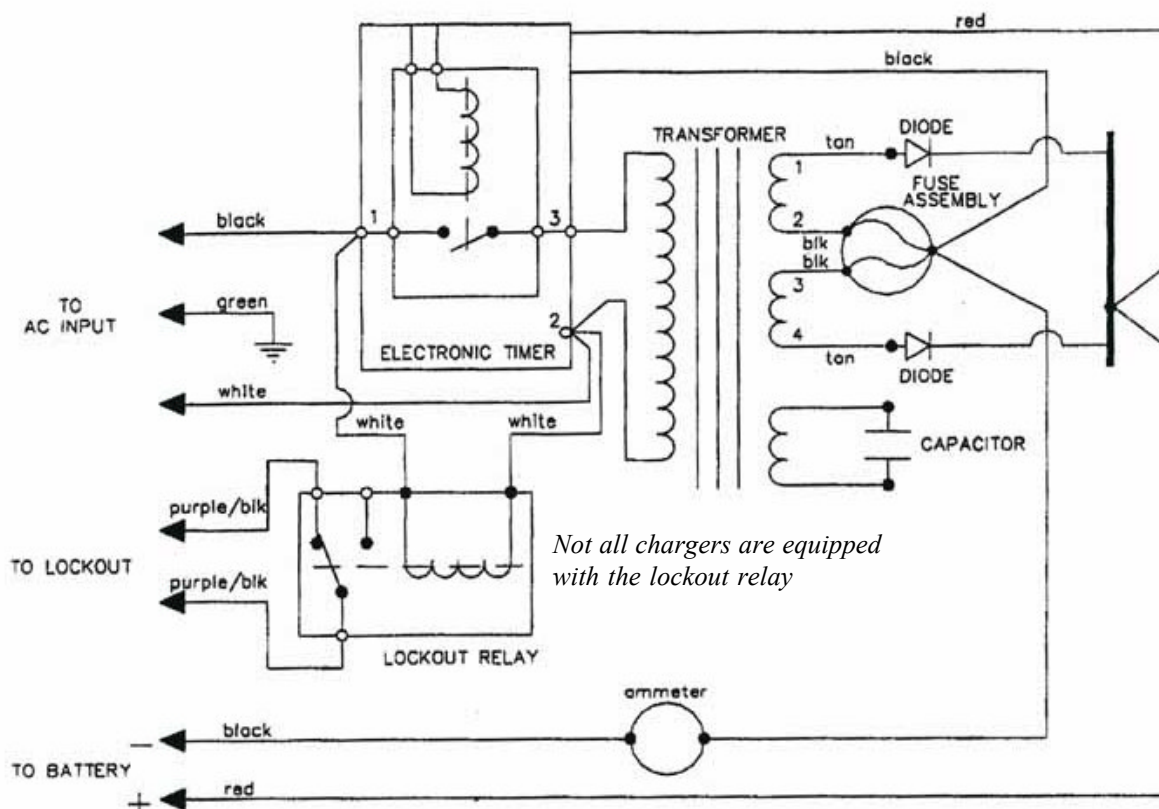 red
black
TRANSFORMER
DIODE
tan
1
FUSE
ASSEMBLY
2
blk
blk
3
4
tan
DIODE
black
1
3
TO
AC INPUT
green
2
ELECTRONIC TIMER
white
white
white
CAPACITOR
purple/blk
TO LOCKOUT
purple/blk
Not all chargers are equipped
with the lockout relay
LOCKOUT RELAY
ammeter
black
−
TO BATTERY
+
red